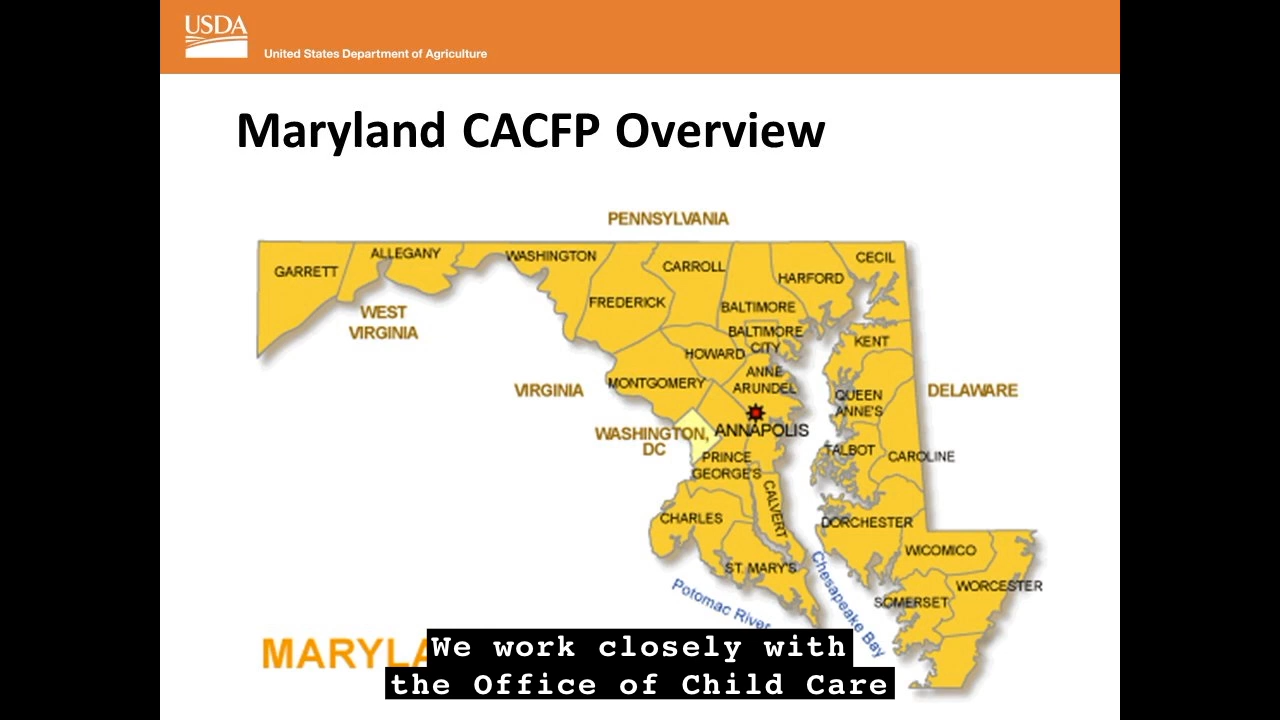 USDA
United States Department of Agriculture
Maryland CACFP Overview
PENNSYLVANIA
GARRETT
ALLEGANY
WASHINGTON
CARROLL
HARFORD
CECIL
FREDERICK
BALTIMORE
WEST
VIRGINIA
BALTIMORE
CITY
HOWARD
KENT
ANNE
ARUNDEL
MONTGOMERY
VIRGINIA
QUEEN
ANNE'S
DELAWARE
WASHINGTON,
DC
ANNAPOLIS
TALBOT
CAROLINE
PRINCE
GEORGE'S
CALVERT
CHARLES
DORCHESTER
WICOMICO
ST. MARY'S
WORCESTER
SOMERSET
Potomac River
Chesapeake Bay
We work closely with
the Office of Child Care